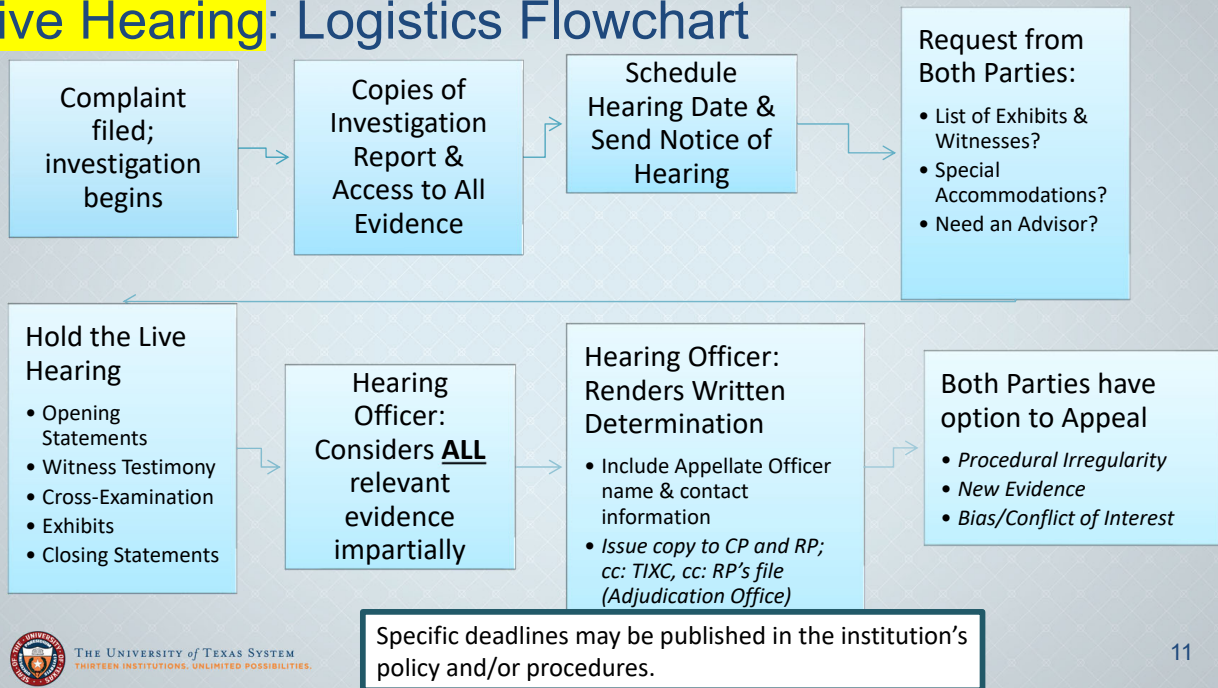 ive Hearing: Logistics Flowchart
Complaint
filed;
investigation
begins
Copies of
Investigation
Report &
Access to All
Evidence
Schedule
Hearing Date &
Send Notice of
Hearing
Request from
Both Parties:
• List of Exhibits &
Witnesses?
• Special
Accommodations?
• Need an Advisor?
Hold the Live
Hearing
• Opening
Statements
• Witness Testimony
• Cross-Examination
• Exhibits
• Closing Statements
Hearing
Officer:
Considers ALL
relevant
evidence
impartially
Hearing Officer:
Renders Written
Determination
• Include Appellate Officer
name & contact
information
• Issue copy to CP and RP;
cc: TIXC, cc: RP’s file
(Adjudication Office)
Both Parties have
option to Appeal
• Procedural Irregularity
• New Evidence
• Bias/Conflict of Interest
Specific deadlines may be published in the institution’s
policy and/or procedures.
THE UNIVERSITY of TEXAS SYSTEM
THIRTEEN INSTITUTIONS. UNLIMITED POSSIBILITIES.
11